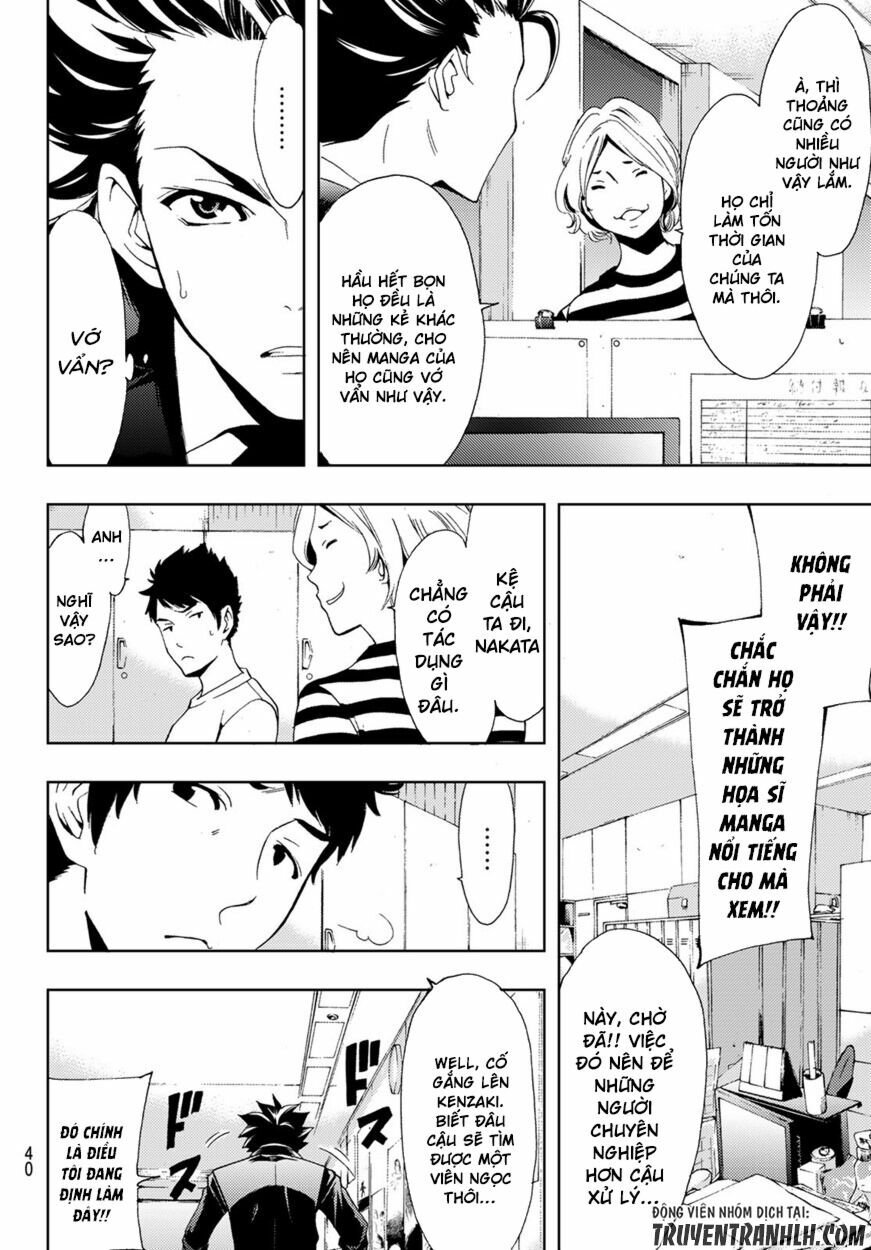 À, THÌ
THOẢNG
CŨNG CÓ
NHIỀU
NGƯỜI NHƯ
VẬY LẮM.
HỌ CHỈ
LÀM TỐN
THỜI GIAN
CỦA
CHÚNG TA
MÀ THÔI.
HẦU HẾT BỌN
HỌ ĐỀU LÀ
NHỮNG KẺ KHÁC
THƯỜNG, CHO
NÊN MANGA CỦA
HỌ CŨNG VỚ
VẨN NHƯ VẬY.
........
VỚ
VẨN?
KHÔNG
PHẢI
VẬY!!
CHẮC
CHẮN HỌ
SẼ TRỞ
THÀNH
NHỮNG
HỌA SĨ
MANGA
NỔI TIẾNG
CHO MÀ
XEM!!
NÀY, CHỜ
ĐÃ!! VIỆC
ĐÓ NÊN ĐỂ
NHỮNG
NGƯỜI
CHUYÊN
NGHIỆP
HƠN CẬU
XỬ LÝ...
KỆ CẬU
TA ĐI,
NAKATA
CHẲNG
CÓ
TÁC
DỤNG
GÌ
ĐÂU.
ANH
...
NGHĨ
VẬY
SAO?
........
WELL, CỐ
GẮNG LÊN
KENZAKI.
BIẾT ĐÂU
CẬU SẼ TÌM
ĐƯỢC MỘT
VIÊN NGỌC
THÔI...
ドス
ドス
ĐÓ CHÍNH
LÀ ĐIỀU
TÔI ĐANG
ĐỊNH LÀM
ĐÂY!!
40
ĐỘNG VIÊN NHÓM DỊCH TẠI:
TRUYENTRANHLH.COM